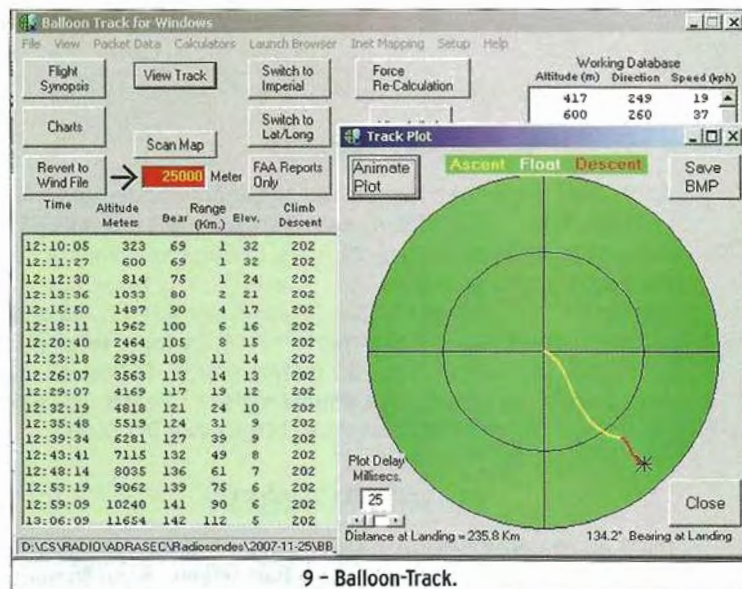 Balloon Track for Windows
File View Packet Data Calculators Launch Browser Inet Mapping Setup Help
Flight Synopsis
View Track
Switch to Imperial
Force Re-Calculation
Working Database
Altitude (m) Direction Speed (kph)
417 249 19
600 260 37
Charts
Scan Map
Switch to Lat/Long
Revert to Wind File
25000 Meter
FAA Reports Only
Time Altitude Meters Bear Range (Km.) Elev. Climb Descent
12:10:05 323 69 1 32 202
12:11:27 600 69 1 32 202
12:12:30 814 75 1 24 202
12:13:36 1033 80 2 21 202
12:15:50 1487 90 4 17 202
12:18:11 1962 100 6 16 202
12:20:40 2464 105 8 15 202
12:23:18 2995 108 11 14 202
12:26:07 3563 113 14 13 202
12:29:07 4169 117 19 12 202
12:32:19 4818 121 24 10 202
12:35:48 5519 124 31 9 202
12:39:34 6281 127 39 9 202
12:43:41 7115 132 49 8 202
12:48:14 8035 136 61 7 202
12:53:19 9062 139 75 6 202
12:59:09 10240 141 90 6 202
13:06:09 11654 142 112 5 202
D:\CS\RADIO\ADRASEC\Radiosondes\2007-11-25\BB_
Track Plot
Animate Plot
Ascent Float Descent
Save BMP
Plot Delay Millisecs.
25
Close
Distance at Landing = 235.8 Km
134.2° Bearing at Landing
9 - Balloon-Track.